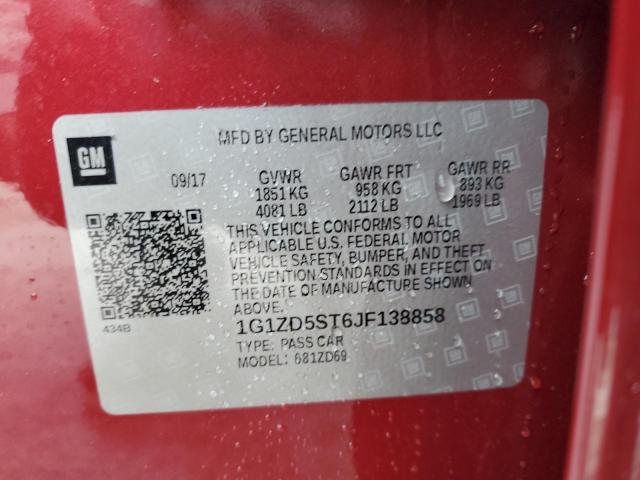 MFD BY GENERAL MOTORS LLC
GM
09/17 GVWR GAWR FRT GAWR RR
1851 KG 958 KG 893 KG
4081 LB 2112 LB 1969 LB
THIS VEHICLE CONFORMS TO ALL
APPLICABLE U.S. FEDERAL MOTOR
VEHICLE SAFETY, BUMPER, AND THEFT
PREVENTION STANDARDS IN EFFECT ON
THE DATE OF MANUFACTURE SHOWN
ABOVE.
434B
1G1ZD5ST6JF138858
TYPE: PASS CAR
MODEL: 681ZD69